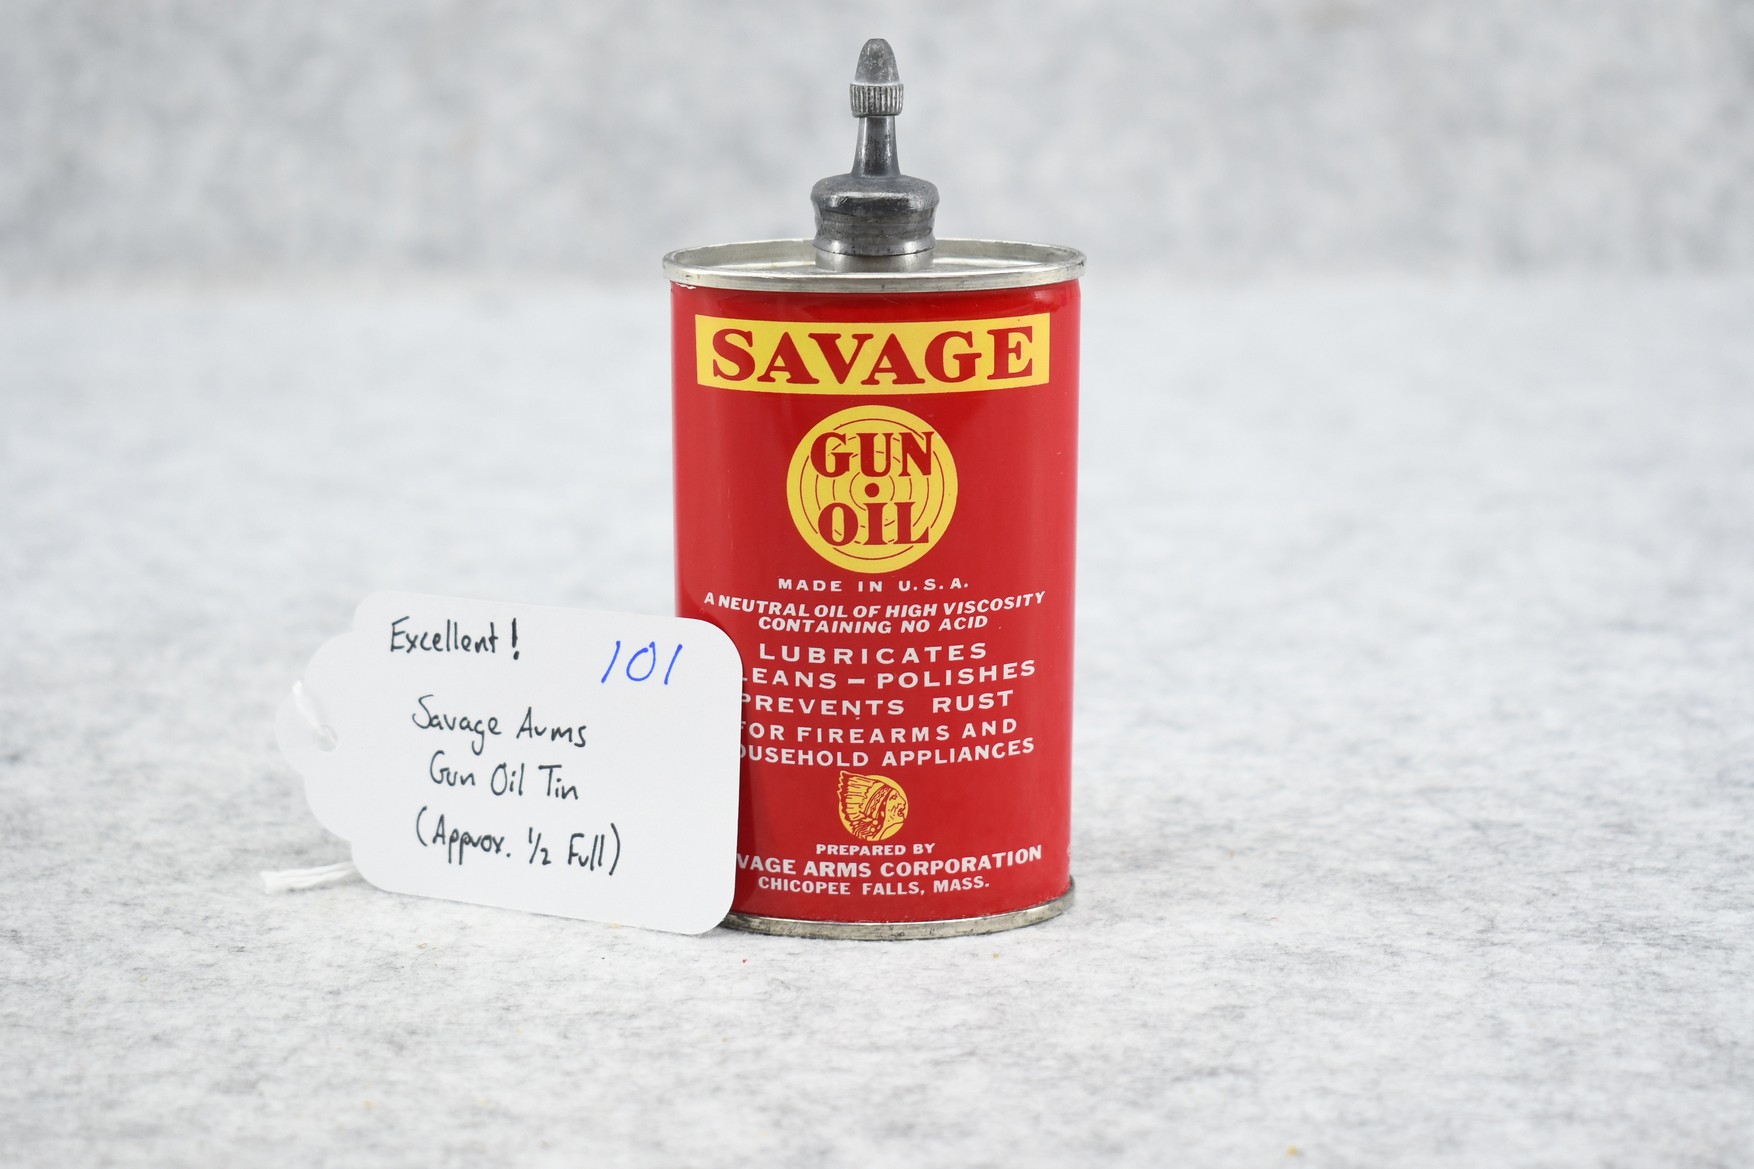 SAVAGE
GUN
OIL
MADE IN U.S.A.
A NEUTRAL OIL OF HIGH VISCOSITY
CONTAINING NO ACID
LUBRICATES
LEANS – POLISHES
PREVENTS RUST
FOR FIREARMS AND
OUSEHOLD APPLIANCES
PREPARED BY
VAGE ARMS CORPORATION
CHICOPEE FALLS, MASS.
Excellent! 101
Savage Arms
Gun Oil Tin
(Approx. 1/2 Full)